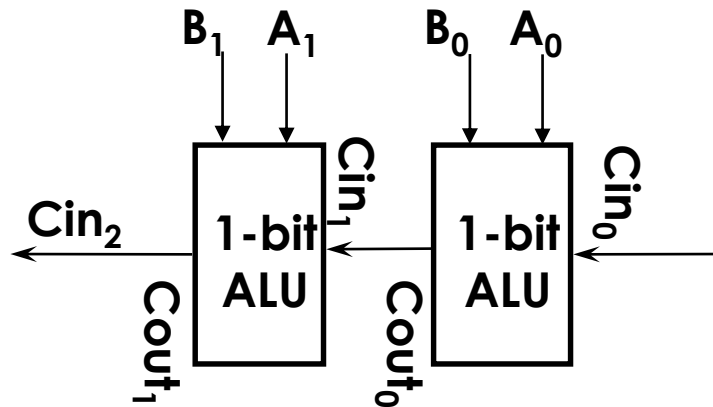 B₁ A₁ B₀ A₀
Cin₂
1-bit
ALU
Cin₁
1-bit
ALU
Cin₀
Cout₁
Cout₀